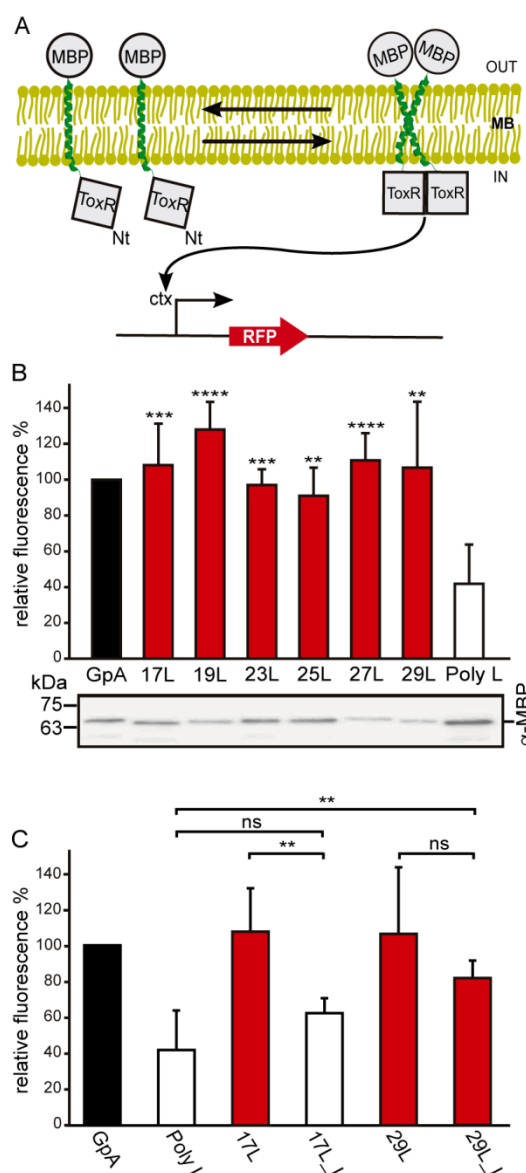 A
MBP MBP MBP MBP
OUT
MB
IN
ToxR ToxR ToxR ToxR
Nt Nt
ctx
RFP
B
relative fluorescence %
140
120
100
80
60
40
20
0
*** **** *** ** **** **
GpA 17L 19L 23L 25L 27L 29L Poly L
kDa
75
63
α-MBP
C
**
ns
** ns
relative fluorescence %
140
120
100
80
60
40
20
0
GpA Poly 17L 29L